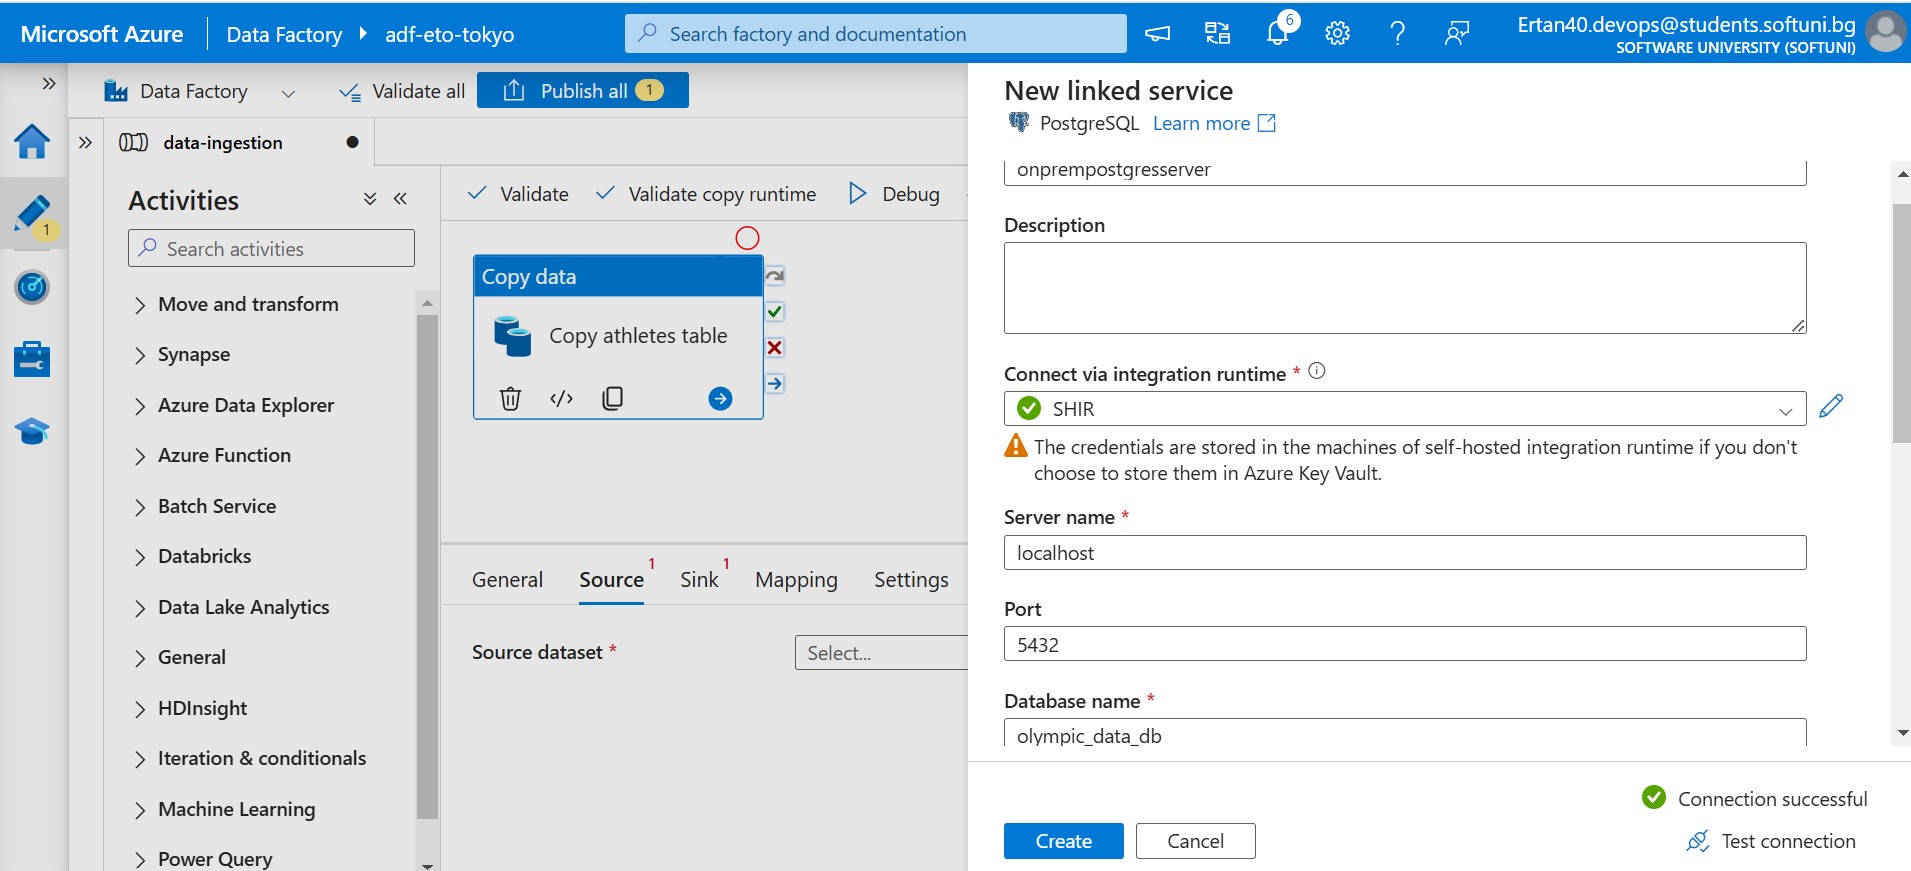 Microsoft Azure
Data Factory
adf-eto-tokyo
Search factory and documentation
6
Ertan40.devops@students.softuni.bg
SOFTWARE UNIVERSITY (SOFTUNI)
Data Factory
Validate all
Publish all 1
1
data-ingestion
Activities
Search activities
Move and transform
Synapse
Azure Data Explorer
Azure Function
Batch Service
Databricks
Data Lake Analytics
General
HDInsight
Iteration & conditionals
Machine Learning
Power Query
Validate
Validate copy runtime
Debug
Copy data
Copy athletes table
General
Source 1
Sink 1
Mapping
Settings
Source dataset *
Select...
New linked service
PostgreSQL Learn more
onprempostgresserver
Description
Connect via integration runtime *
SHIR
The credentials are stored in the machines of self-hosted integration runtime if you don't
choose to store them in Azure Key Vault.
Server name *
localhost
Port
5432
Database name *
olympic_data_db
Connection successful
Create
Cancel
Test connection